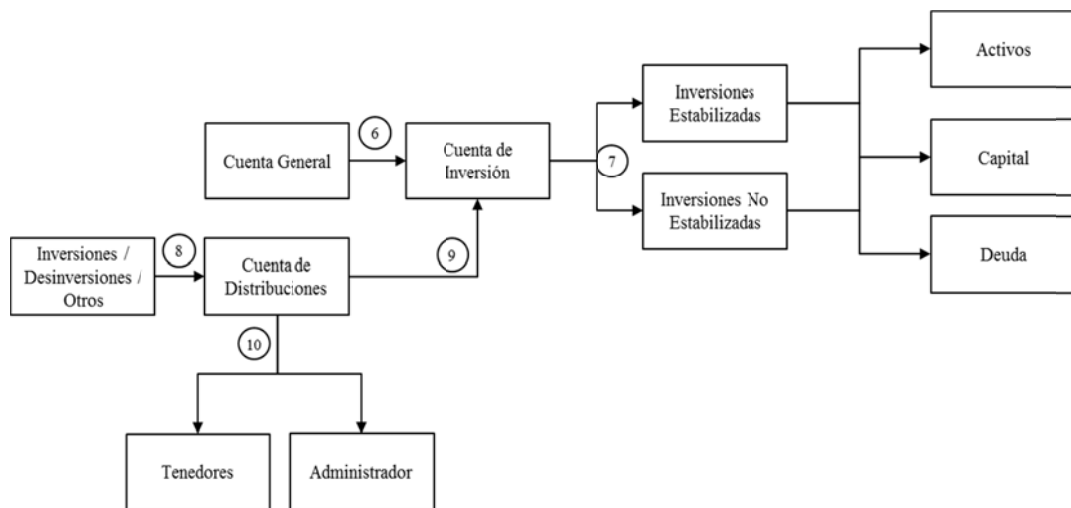 Activos
Inversiones
Estabilizadas
6
Cuenta General
Cuenta de
Inversión
7
Capital
Inversiones No
Estabilizadas
Inversiones /
Desinversiones /
Otros
8
Cuenta de
Distribuciones
9
Deuda
10
Tenedores
Administrador